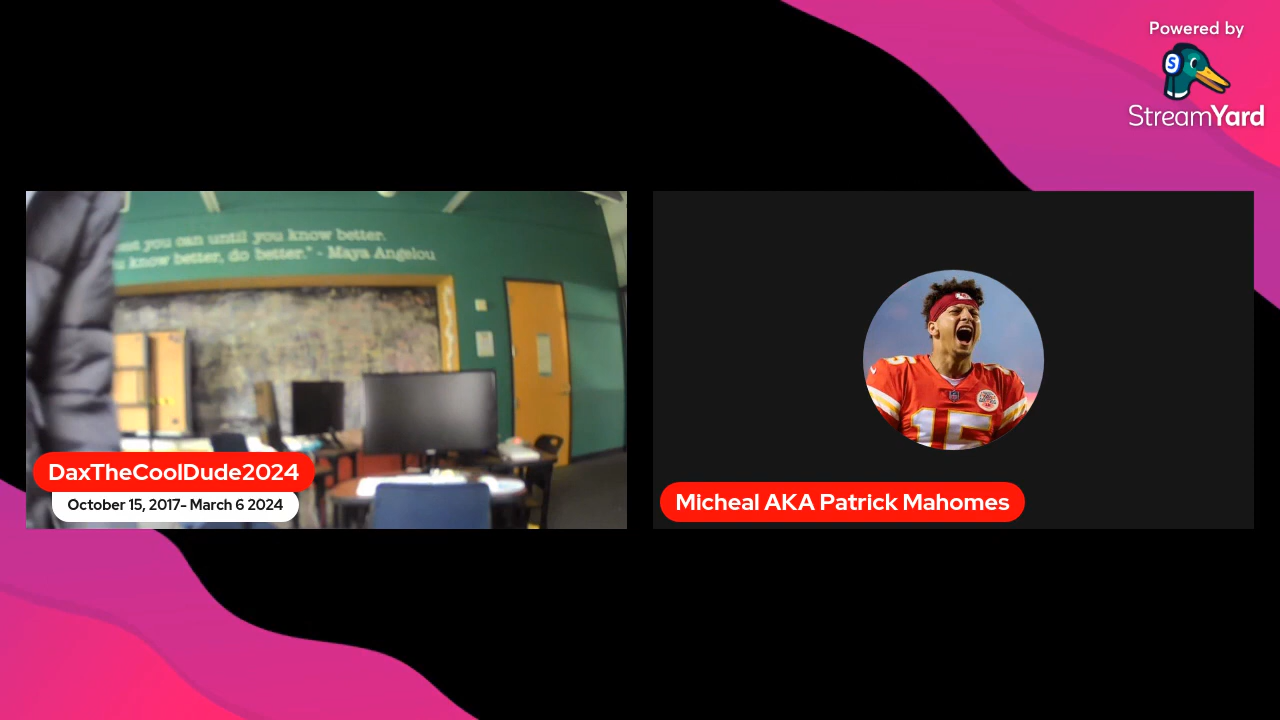 Powered by
S
StreamYard
you can until you know better.
know better, do better." - Maya Angelou
15
DaxTheCoolDude2024
October 15, 2017- March 6 2024
Micheal AKA Patrick Mahomes